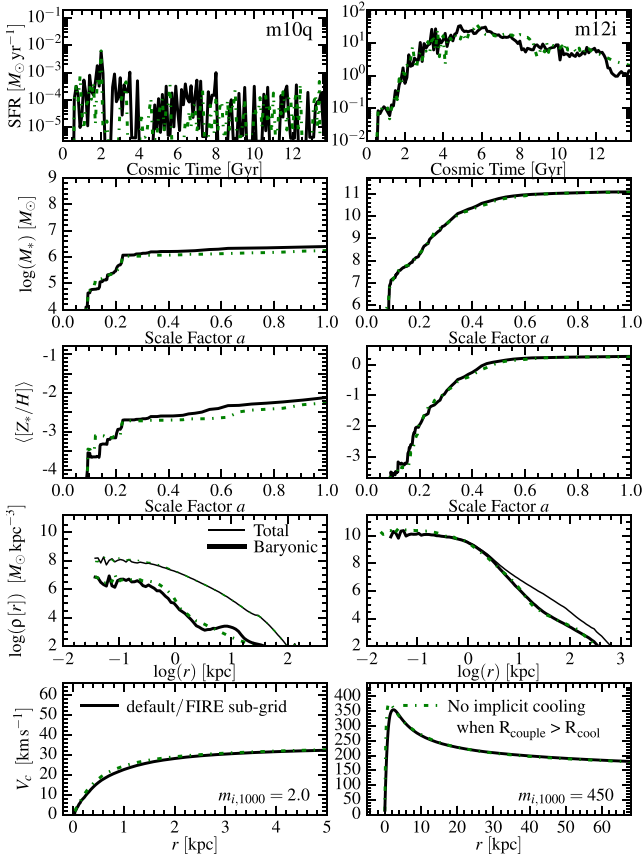 m10q
m12i
SFR [M⊙ yr⁻¹]
10⁻¹
10⁻²
10⁻³
10⁻⁴
10⁻⁵
0 2 4 6 8 10 12
Cosmic Time [Gyr]
10²
10¹
10⁰
10⁻¹
10⁻²
0 2 4 6 8 10 12
Cosmic Time [Gyr]
log(M*) [M⊙]
9
8
7
6
5
4
0.0 0.2 0.4 0.6 0.8 1.0
Scale Factor a
11
10
9
8
7
6
0.0 0.2 0.4 0.6 0.8 1.0
Scale Factor a
⟨[Z*/H]⟩
-1
-2
-3
-4
0.0 0.2 0.4 0.6 0.8 1.0
Scale Factor a
0
-1
-2
-3
0.0 0.2 0.4 0.6 0.8 1.0
Scale Factor a
log(ρ[r]) [M⊙ kpc⁻³]
10
8
6
4
2
Total
Baryonic
−2 −1 0 1 2
log(r) [kpc]
10
8
6
4
2
−2 −1 0 1 2 3
log(r) [kpc]
Vc [km s⁻¹]
60
50
40
30
20
10
0
default/FIRE sub-grid
m_{i,1000} = 2.0
0 1 2 3 4 5
r [kpc]
400
350
300
250
200
150
100
50
0
No implicit cooling
when R_couple > R_cool
m_{i,1000} = 450
0 10 20 30 40 50 60
r [kpc]